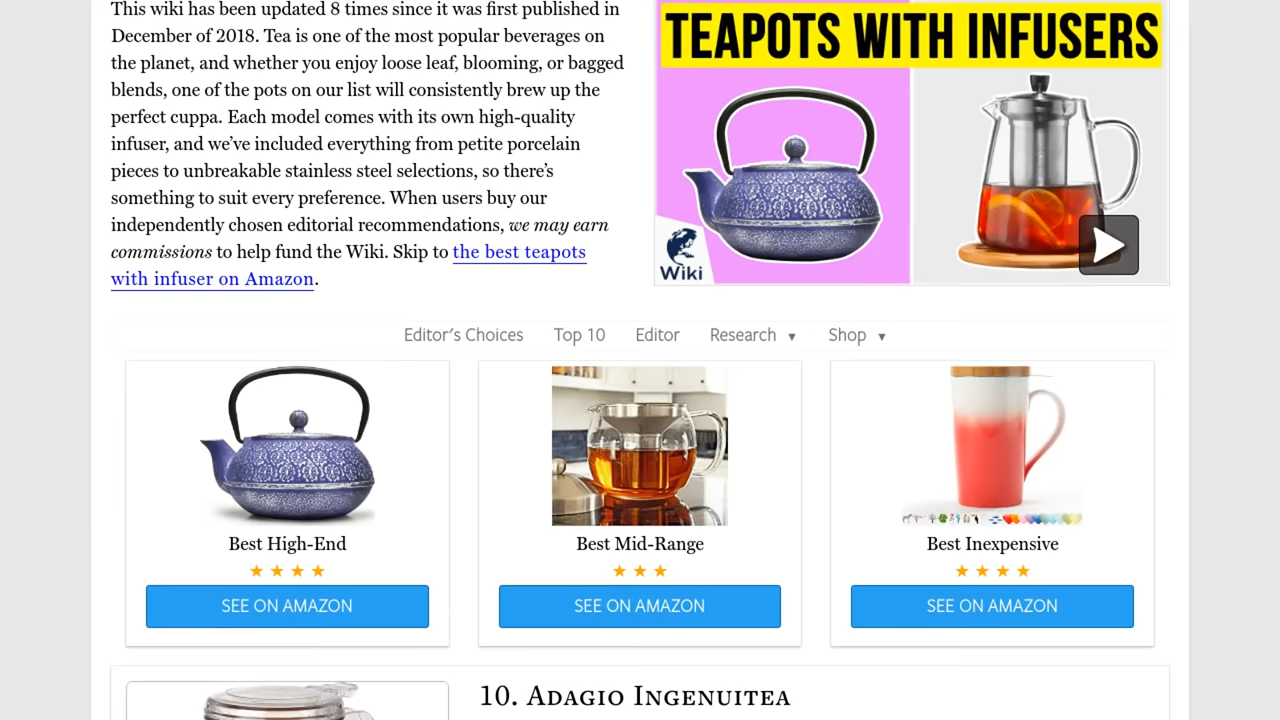 This wiki has been updated 8 times since it was first published in
December of 2018. Tea is one of the most popular beverages on
the planet, and whether you enjoy loose leaf, blooming, or bagged
blends, one of the pots on our list will consistently brew up the
perfect cuppa. Each model comes with its own high-quality
infuser, and we've included everything from petite porcelain
pieces to unbreakable stainless steel selections, so there's
something to suit every preference. When users buy our
independently chosen editorial recommendations, we may earn
commissions to help fund the Wiki. Skip to the best teapots
with infuser on Amazon.
TEAPOTS WITH INFUSERS
Wiki
Editor's Choices Top 10 Editor Research ▼ Shop ▼
Best High-End
★ ★ ★ ★
SEE ON AMAZON
Best Mid-Range
★ ★ ★
SEE ON AMAZON
Best Inexpensive
★ ★ ★ ★
SEE ON AMAZON
10. Adagio Ingenuitea